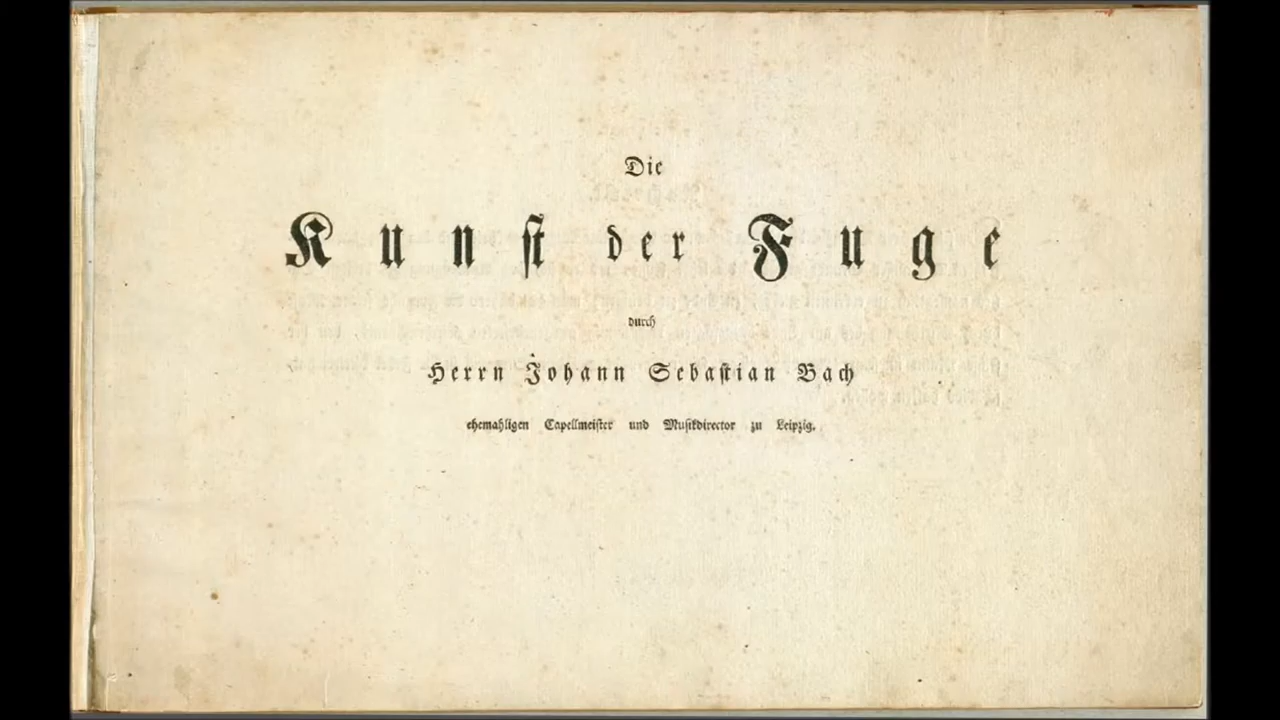 Die
Kunst der Fuge
durch
Herrn Johann Sebastian Bach
ehemahligen Capellmeister und Musikdirector zu Leipzig.